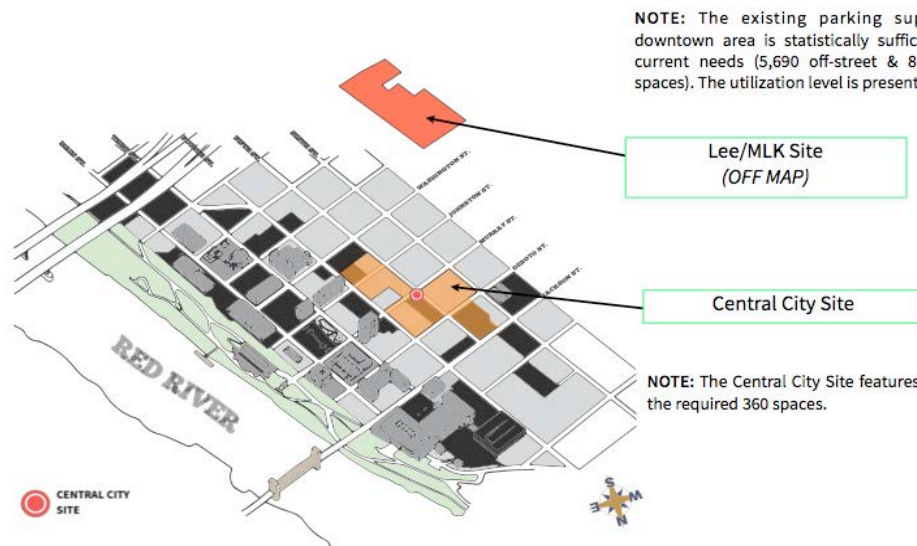 NOTE: The existing parking sup
downtown area is statistically suffic
current needs (5,690 off-street & 8
spaces). The utilization level is present
Lee/MLK Site
(OFF MAP)
WASHINGTON ST.
JOHNSTON ST.
MURRAY ST.
DESOTO ST.
JACKSON ST.
Central City Site
RED RIVER
NOTE: The Central City Site features
the required 360 spaces.
CENTRAL CITY
SITE
S
E
W
N